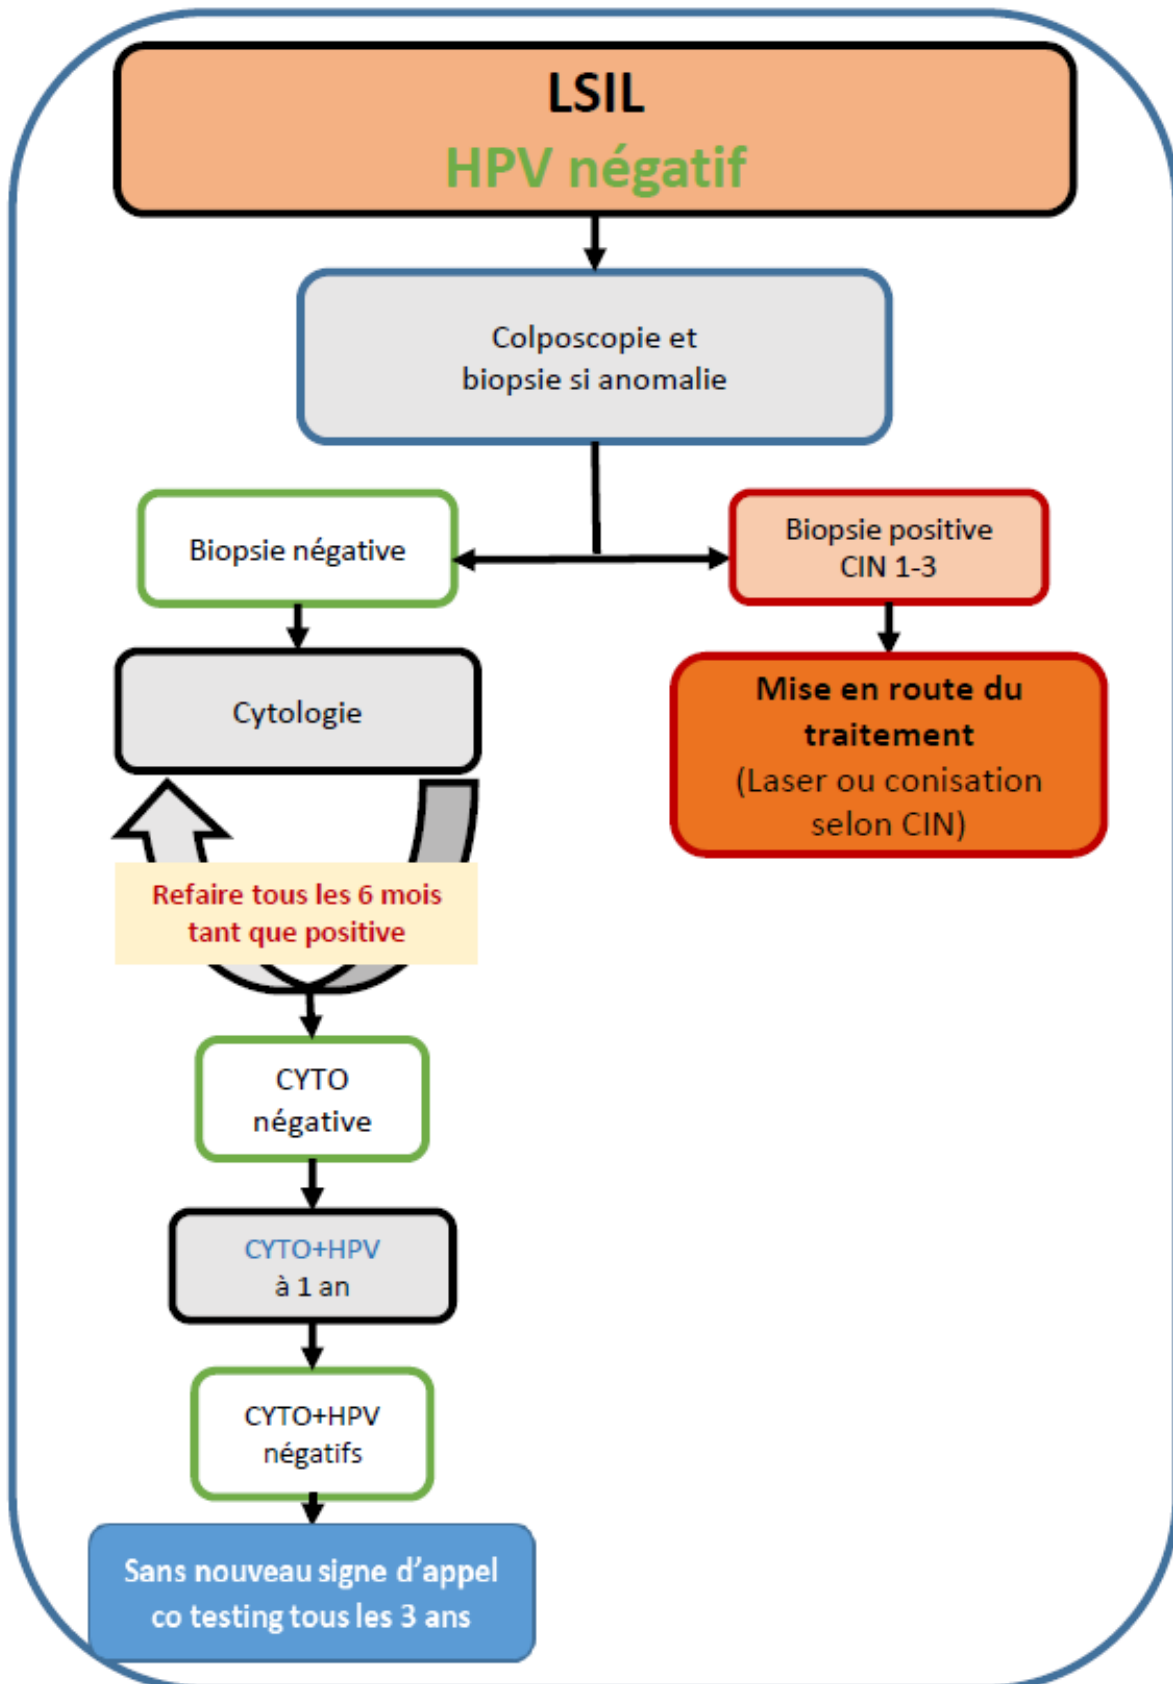 LSIL
HPV négatif
Colposcopie et
biopsie si anomalie
Biopsie négative
Biopsie positive
CIN 1-3
Cytologie
Mise en route du
traitement
(Laser ou conisation
selon CIN)
Refaire tous les 6 mois
tant que positive
CYTO
négative
CYTO+HPV
à 1 an
CYTO+HPV
négatifs
Sans nouveau signe d'appel
co testing tous les 3 ans